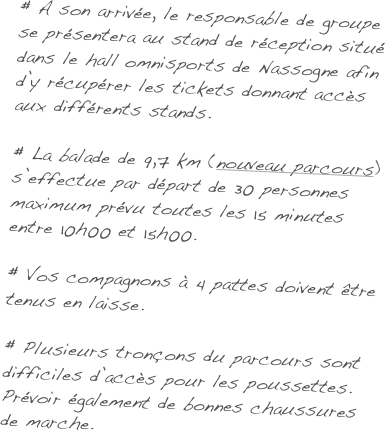 # A son arrivée, le responsable de groupe
se présentera au stand de réception situé
dans le hall omnisports de Nassogne afin
d'y récupérer les tickets donnant accès
aux différents stands.

# La balade de 9,7 km (nouveau parcours)
s'effectue par départ de 30 personnes
maximum prévu toutes les 15 minutes
entre 10h00 et 15h00.

# Vos compagnons à 4 pattes doivent être
tenus en laisse.

# Plusieurs tronçons du parcours sont
difficiles d'accès pour les poussettes.
Prévoir également de bonnes chaussures
de marche.